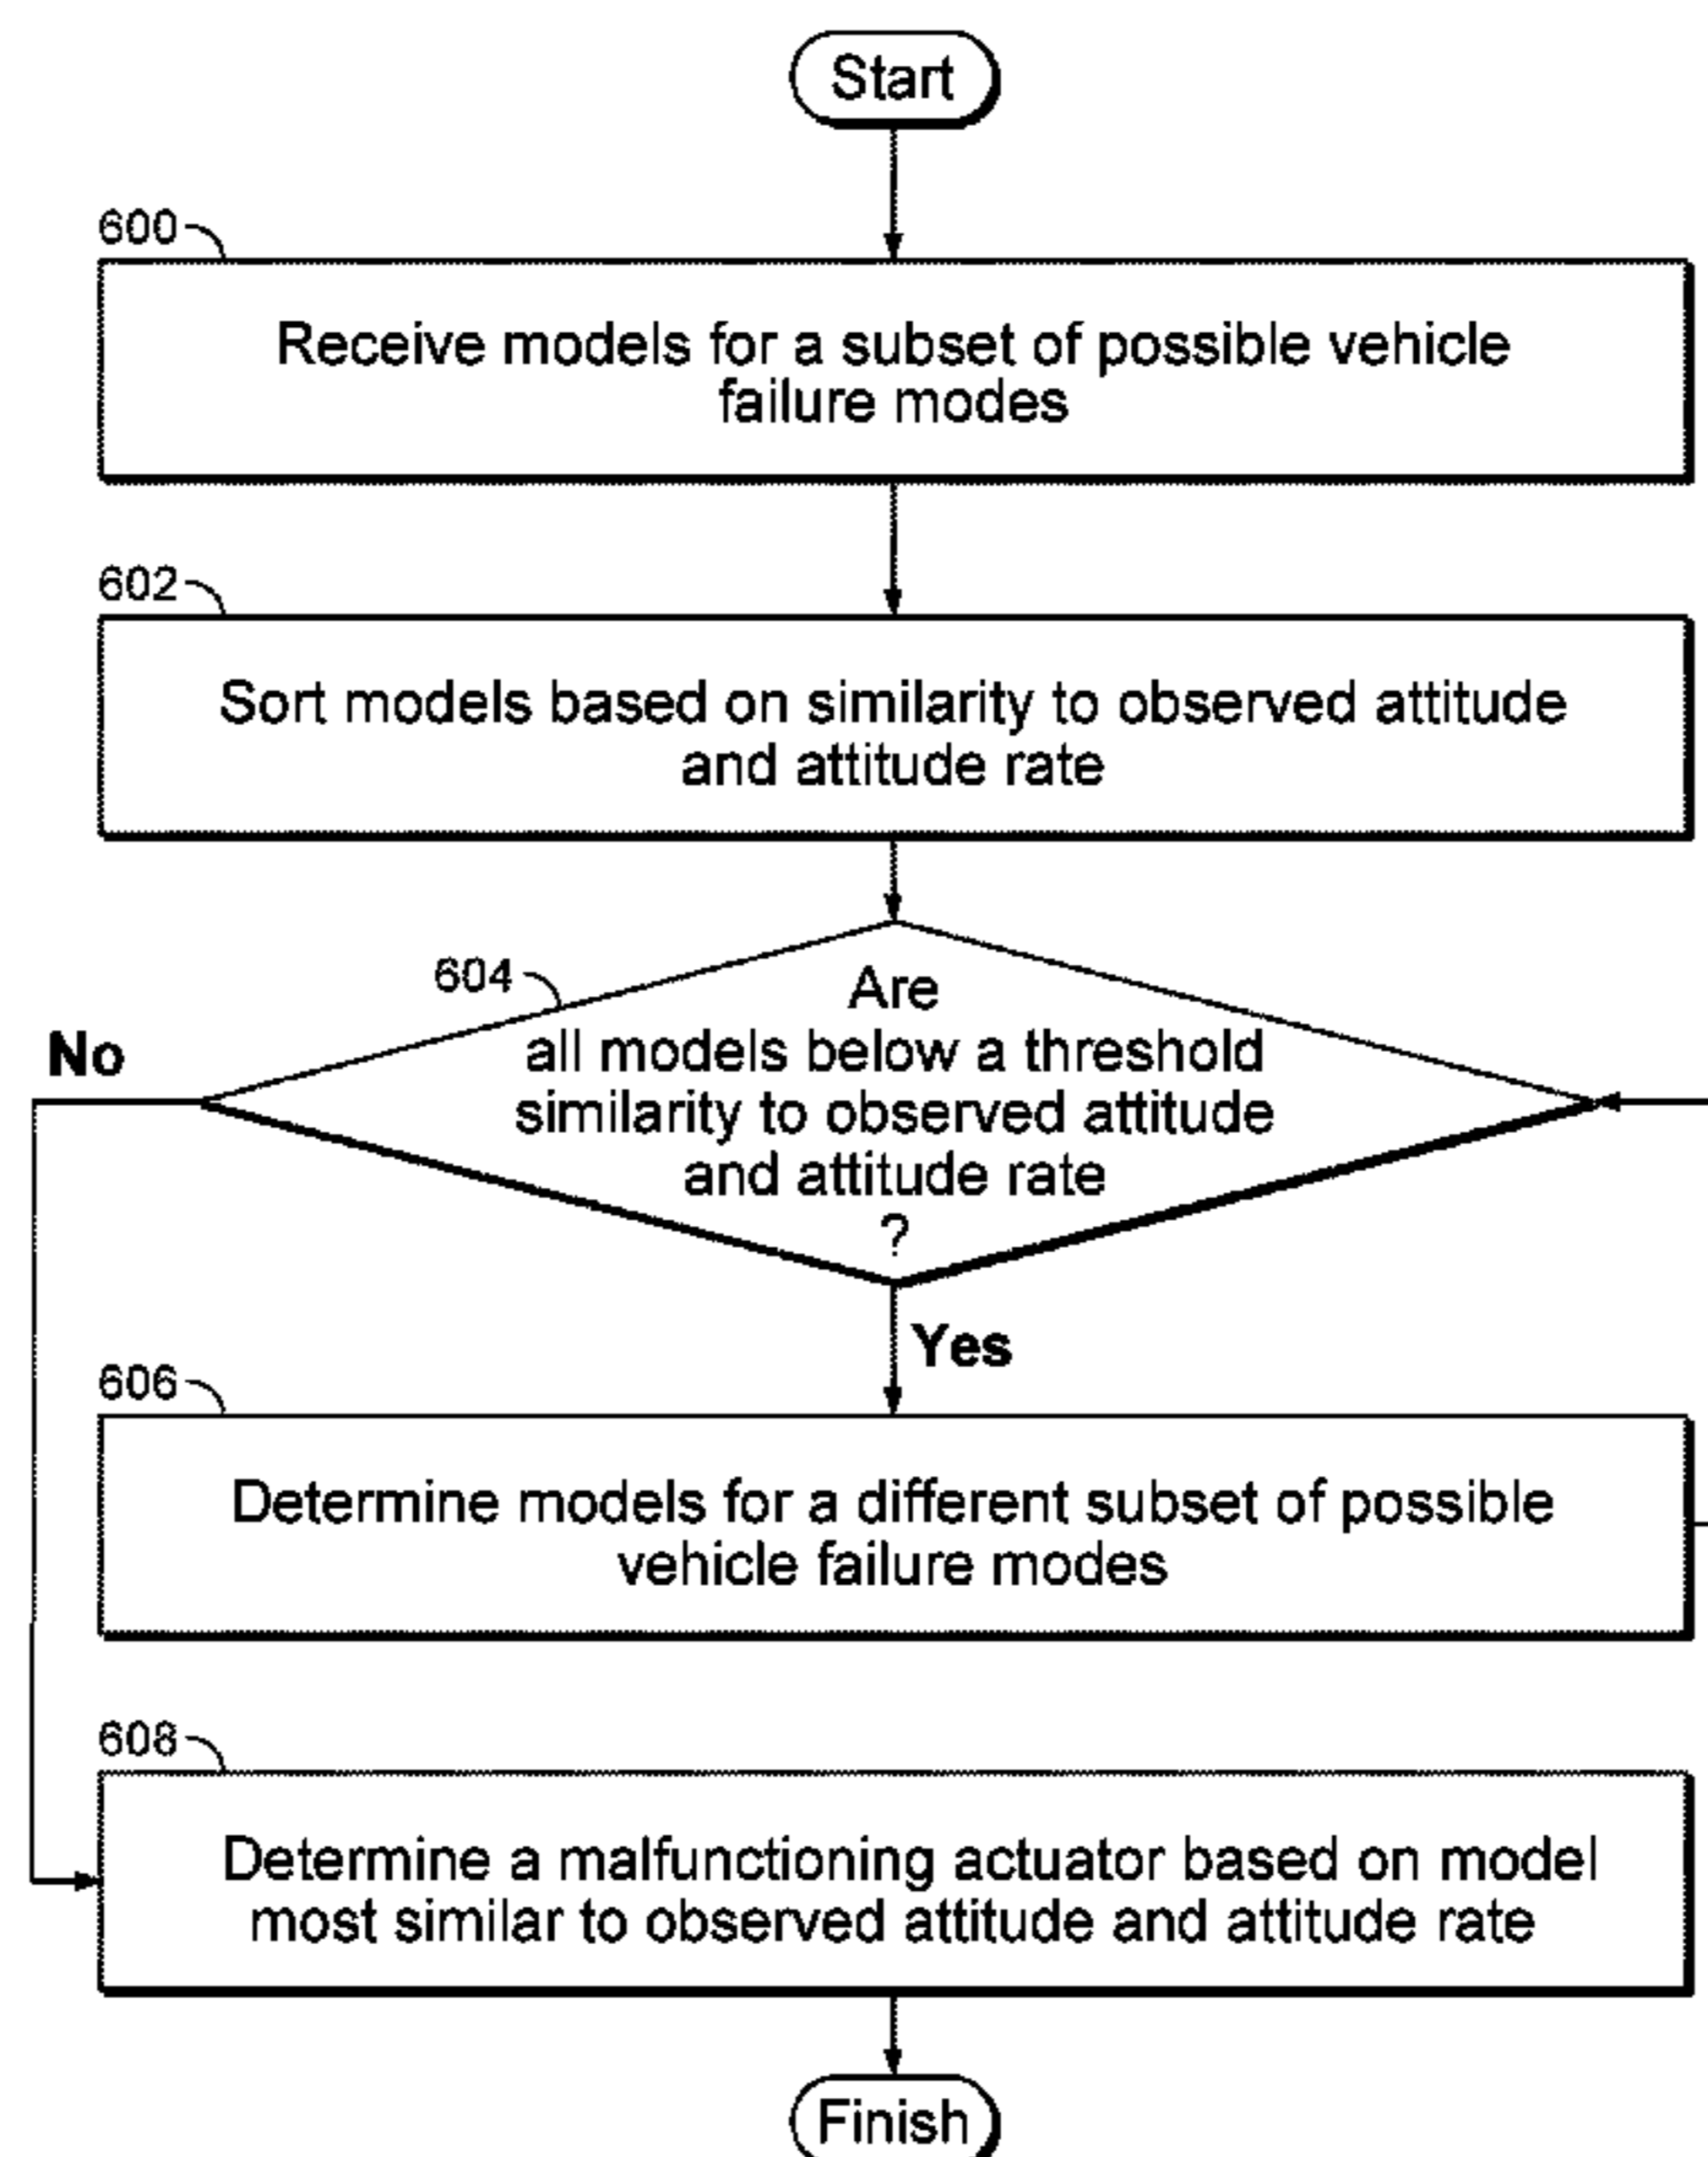 Start
600
Receive models for a subset of possible vehicle
failure modes
602
Sort models based on similarity to observed attitude
and attitude rate
604
Are
all models below a threshold
similarity to observed attitude
and attitude rate
?
No
Yes
606
Determine models for a different subset of possible
vehicle failure modes
608
Determine a malfunctioning actuator based on model
most similar to observed attitude and attitude rate
Finish